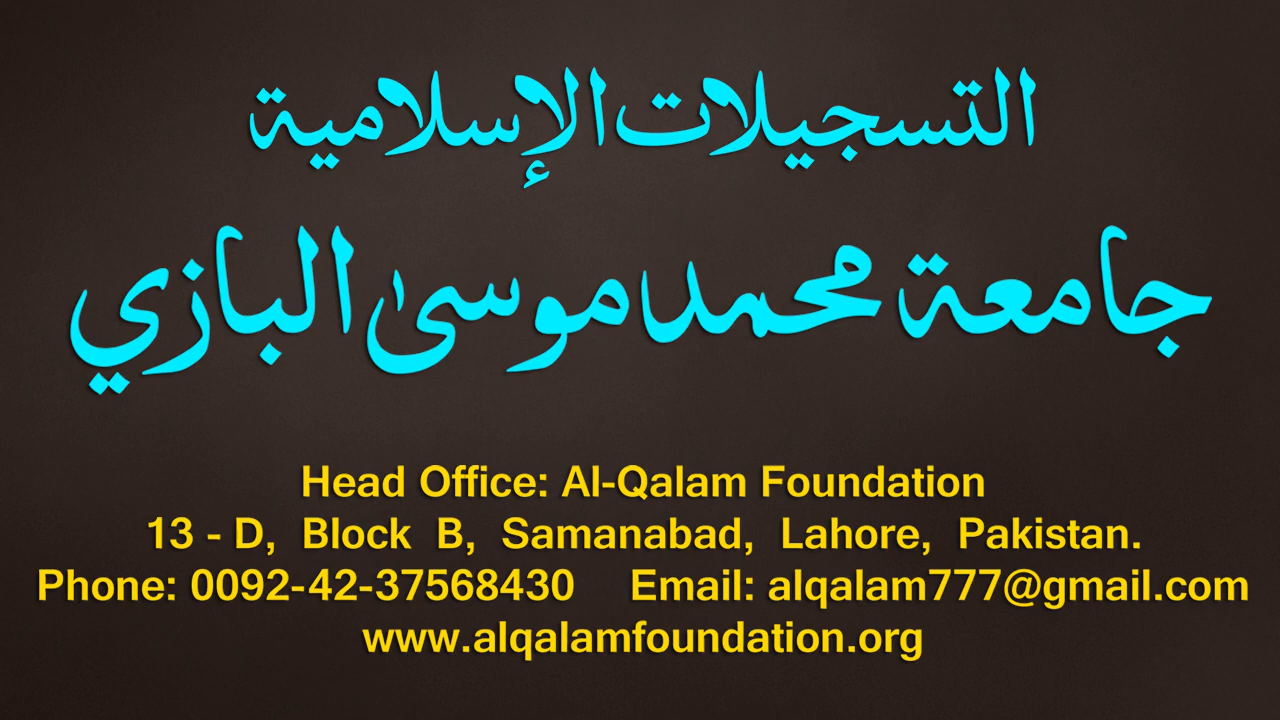 التسجيلات الإسلامية
جامعة محمد موسىٰ البازي
Head Office: Al-Qalam Foundation
13 - D, Block B, Samanabad, Lahore, Pakistan.
Phone: 0092-42-37568430 Email: alqalam777@gmail.com
www.alqalamfoundation.org